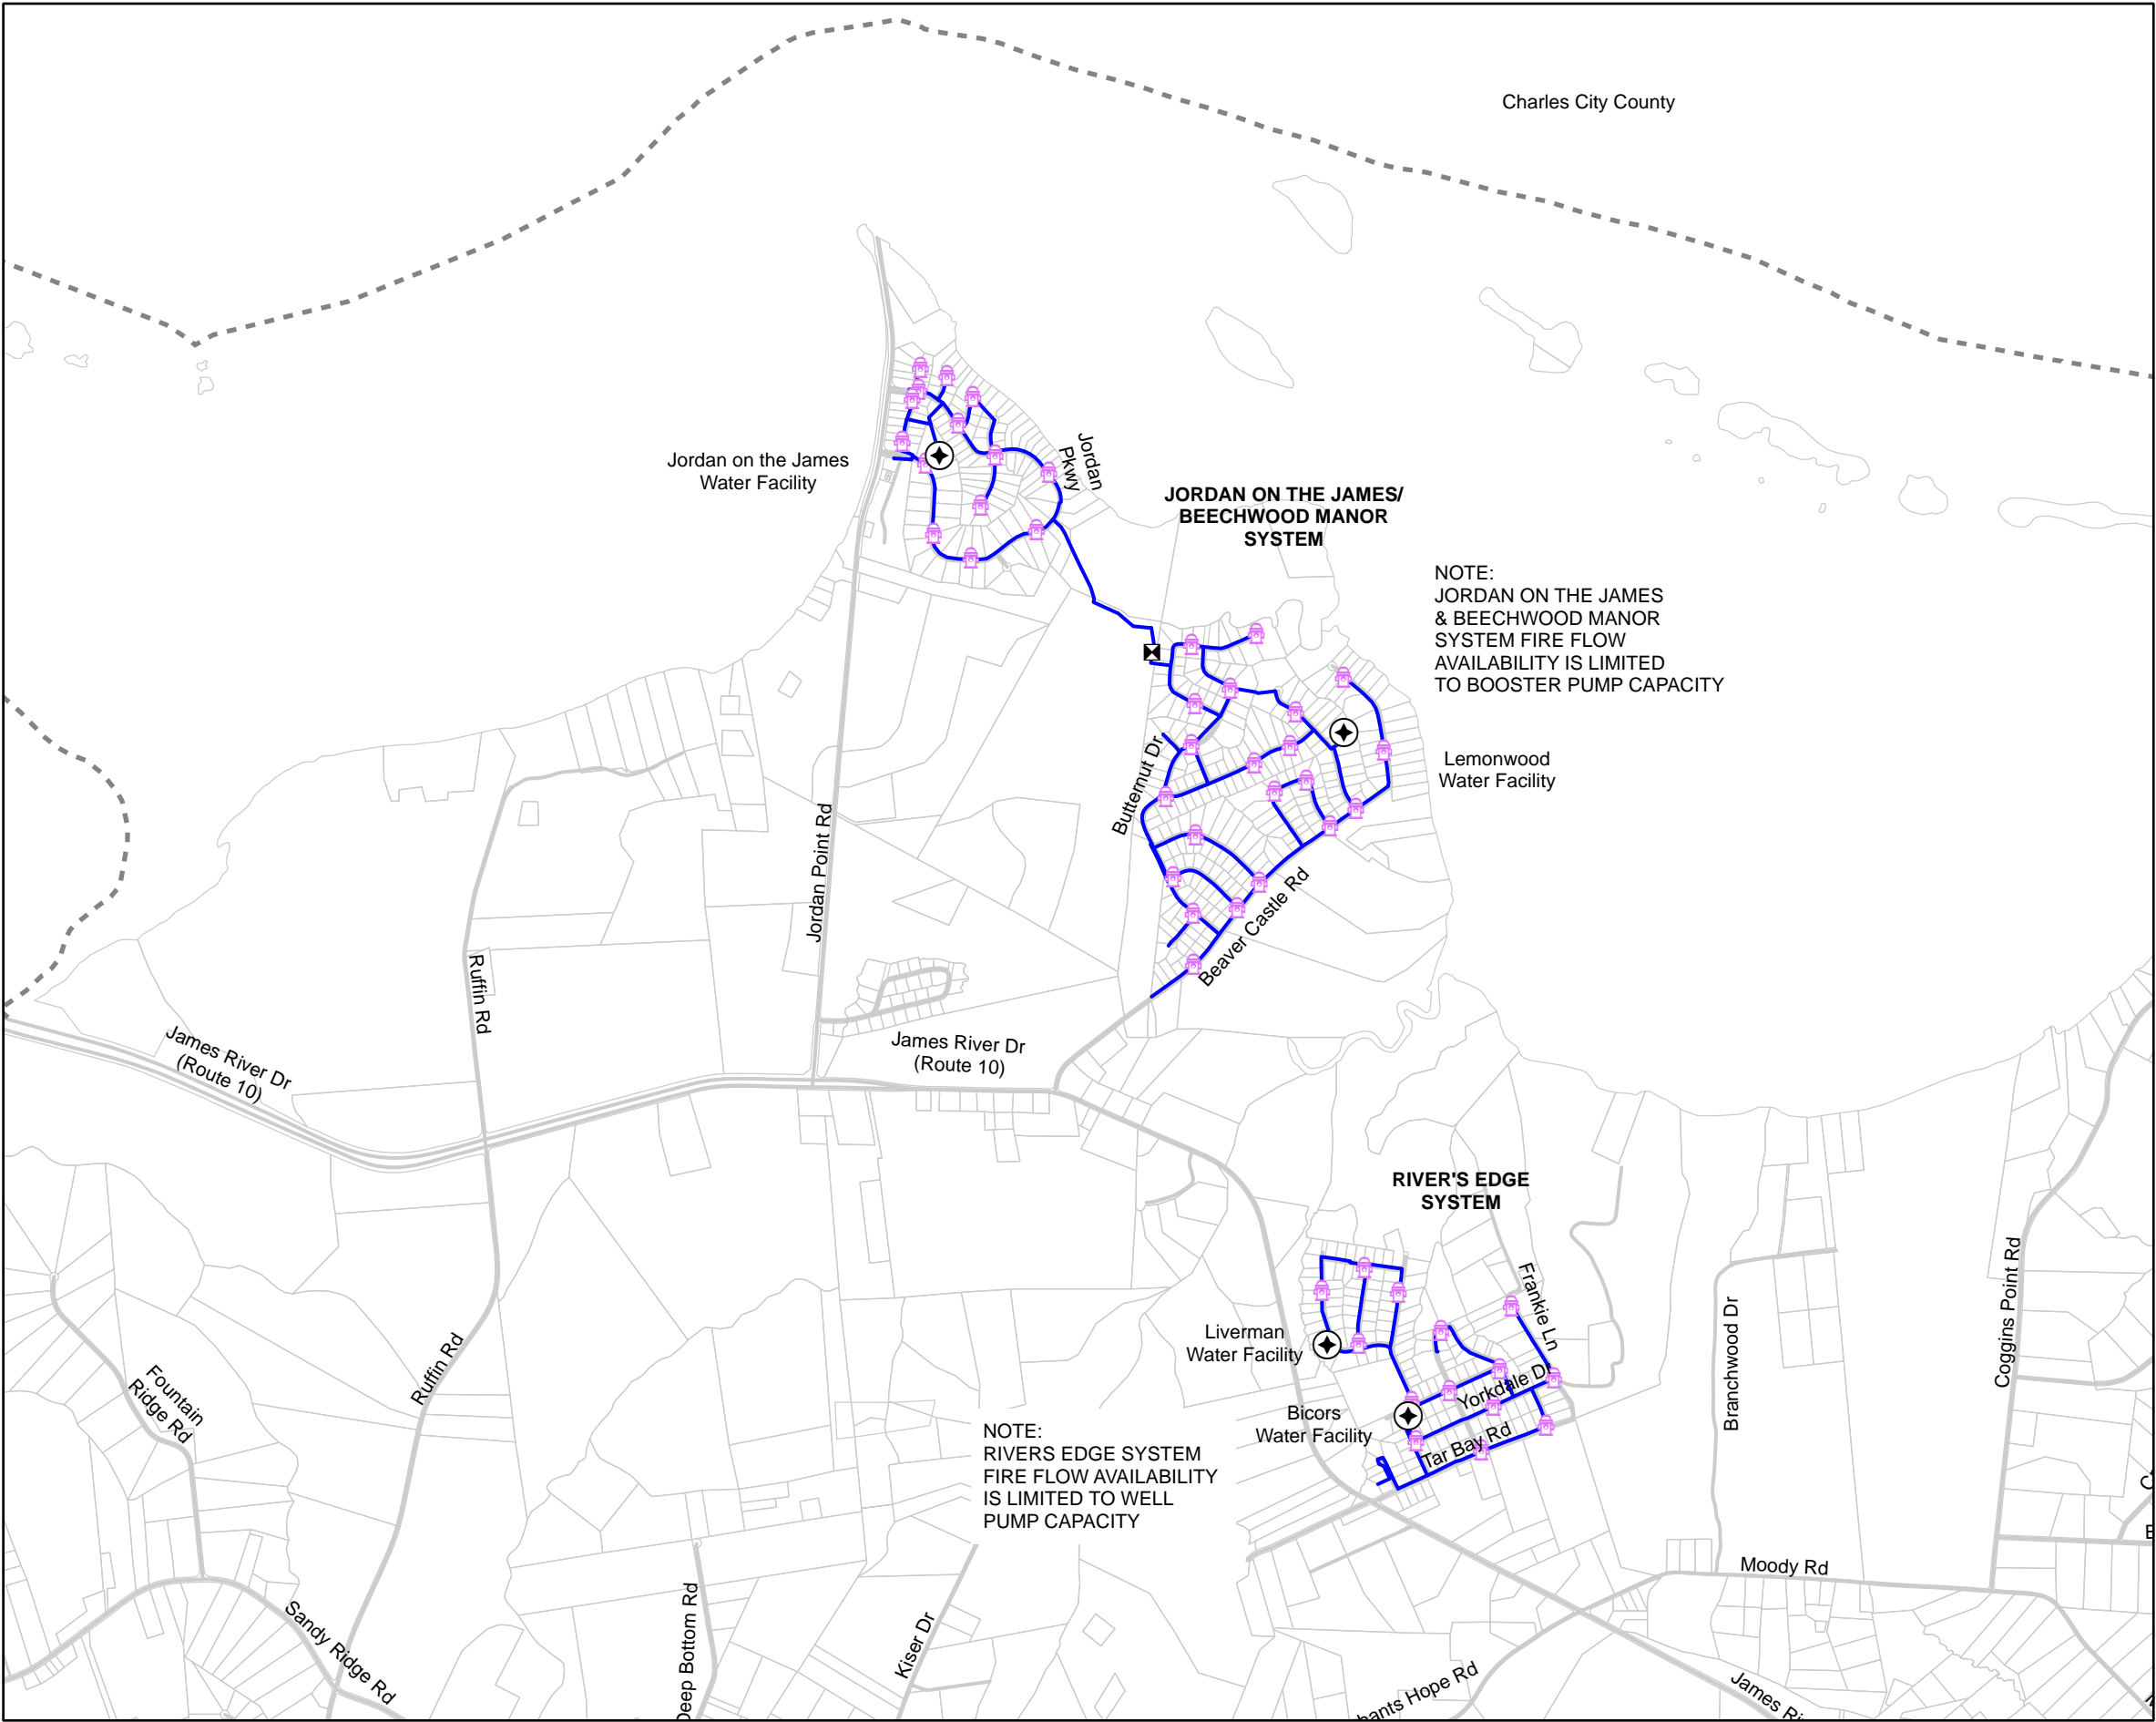 Charles City County
Jordan on the James
Water Facility
Jordan
Pkwy
JORDAN ON THE JAMES/
BEECHWOOD MANOR
SYSTEM
NOTE:
JORDAN ON THE JAMES
& BEECHWOOD MANOR
SYSTEM FIRE FLOW
AVAILABILITY IS LIMITED
TO BOOSTER PUMP CAPACITY
Lemonwood
Water Facility
Butternut Dr
Jordan Point Rd
Beaver Castle Rd
Ruffin Rd
James River Dr
(Route 10)
James River Dr
(Route 10)
RIVER'S EDGE
SYSTEM
Frankie Ln
Coggins Point Rd
Branchwood Dr
Liverman
Water Facility
Yorkdale Dr
Bicors
Water Facility
Tar Bay Rd
Ruffin Rd
Fountain
Ridge Rd
NOTE:
RIVERS EDGE SYSTEM
FIRE FLOW AVAILABILITY
IS LIMITED TO WELL
PUMP CAPACITY
Moody Rd
Sandy Ridge Rd
Deep Bottom Rd
Kiser Dr
hants Hope Rd
James Ri